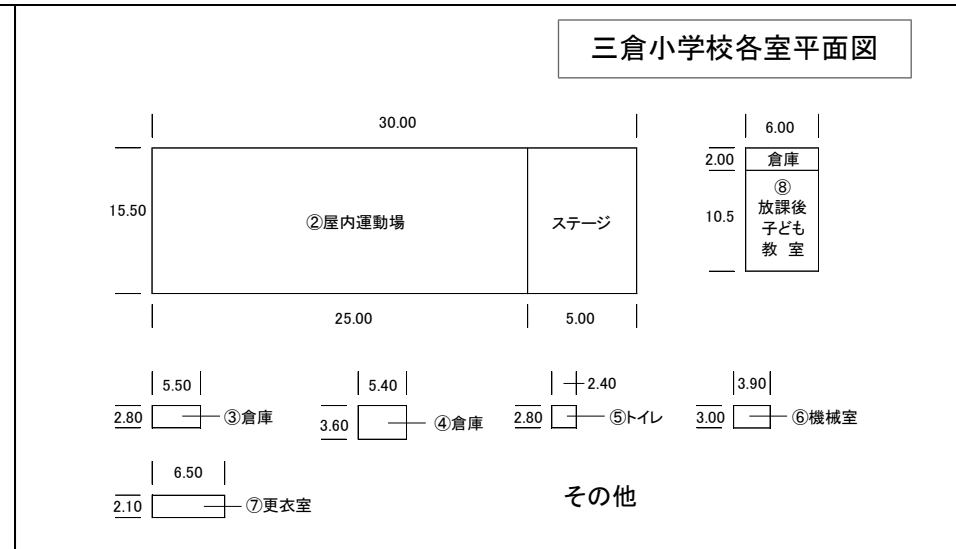 三倉小学校各室平面図
30.00
6.00
2.00
倉庫
15.50
②屋内運動場
ステージ
10.5
⑧
放課後
子ども
教 室
25.00
5.00
5.50
5.40
2.40
3.90
2.80
③倉庫
3.60
④倉庫
2.80
⑤トイレ
3.00
⑥機械室
6.50
2.10
⑦更衣室
その他